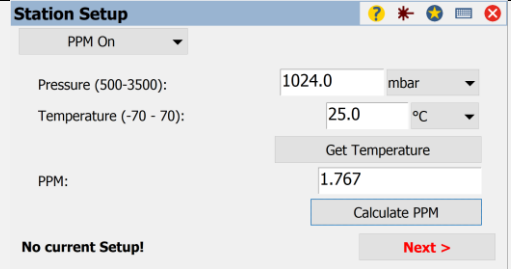 Station Setup
PPM On
Pressure (500-3500): 1024.0 mbar
Temperature (-70 - 70): 25.0 °C
Get Temperature
PPM: 1.767
Calculate PPM
No current Setup! Next >